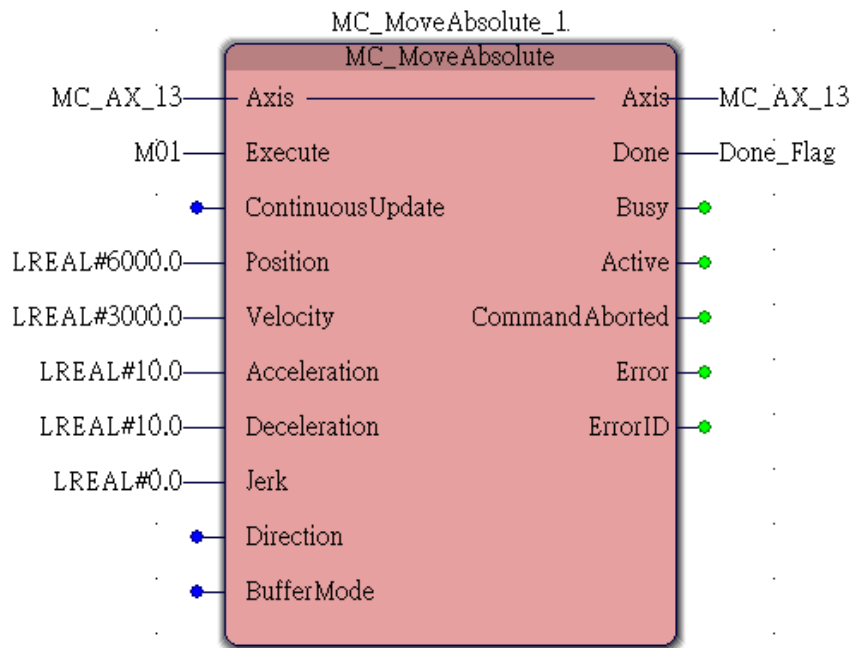 MC_MoveAbsolute_1
MC_MoveAbsolute
MC_AX_13 Axis Axis MC_AX_13
M01 Execute Done Done_Flag
ContinuousUpdate Busy
LREAL#6000.0 Position Active
LREAL#3000.0 Velocity CommandAborted
LREAL#10.0 Acceleration Error
LREAL#10.0 Deceleration ErrorID
LREAL#0.0 Jerk
Direction
BufferMode